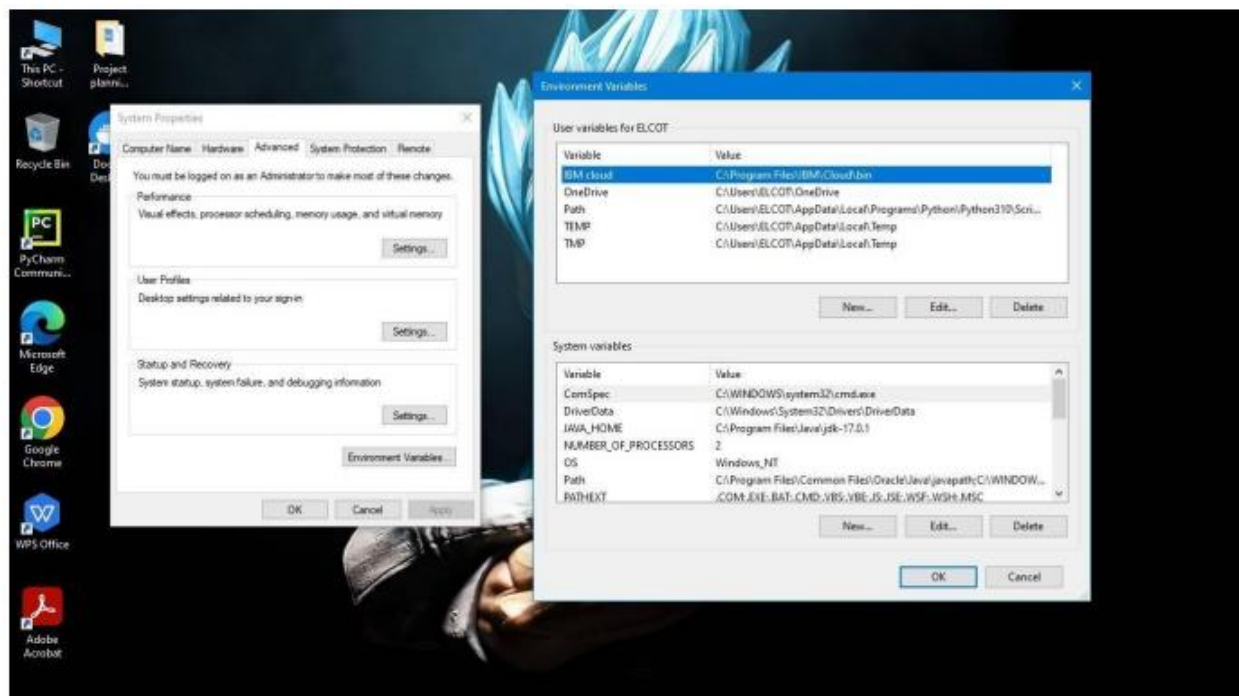 This PC -
Shortcut
Project
planni...
Recycle Bin
PC
PyCharm
Communi...
Microsoft
Edge
Google
Chrome
WPS Office
Adobe
Acrobat
System Properties
Computer Name Hardware Advanced System Protection Remote
You must be logged on as an Administrator to make most of these changes.
Performance
Visual effects, processor scheduling, memory usage, and virtual memory
Settings...
User Profiles
Desktop settings related to your sign-in
Settings...
Startup and Recovery
System startup, system failure, and debugging information
Settings...
Environment Variables...
OK Cancel Apply
Environment Variables
User variables for ELCOT
Variable Value
IBM cloud C:\Program Files\IBM\Cloud\bin
OneDrive C:\Users\ELCOT\OneDrive
Path C:\Users\ELCOT\AppData\Local\Programs\Python\Python310\Scri...
TEMP C:\Users\ELCOT\AppData\Local\Temp
TMP C:\Users\ELCOT\AppData\Local\Temp
New... Edit... Delete
System variables
Variable Value
ComSpec C:\WINDOWS\system32\cmd.exe
DriverData C:\Windows\System32\Drivers\DriverData
JAVA_HOME C:\Program Files\Java\jdk-17.0.1
NUMBER_OF_PROCESSORS 2
OS Windows_NT
Path C:\Program Files\Common Files\Oracle\Java\javapath;C:\WINDOW...
PATHEXT .COM;.EXE;.BAT;.CMD;.VBS;.VBE;.JS;.JSE;.WSF;.WSH;.MSC
New... Edit... Delete
OK Cancel